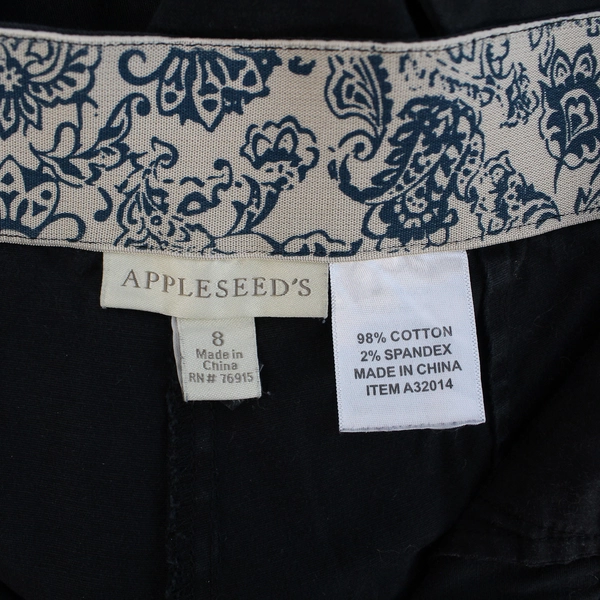 APPLESEED'S
8
Made in
China
RN# 76915
98% COTTON
2% SPANDEX
MADE IN CHINA
ITEM A32014